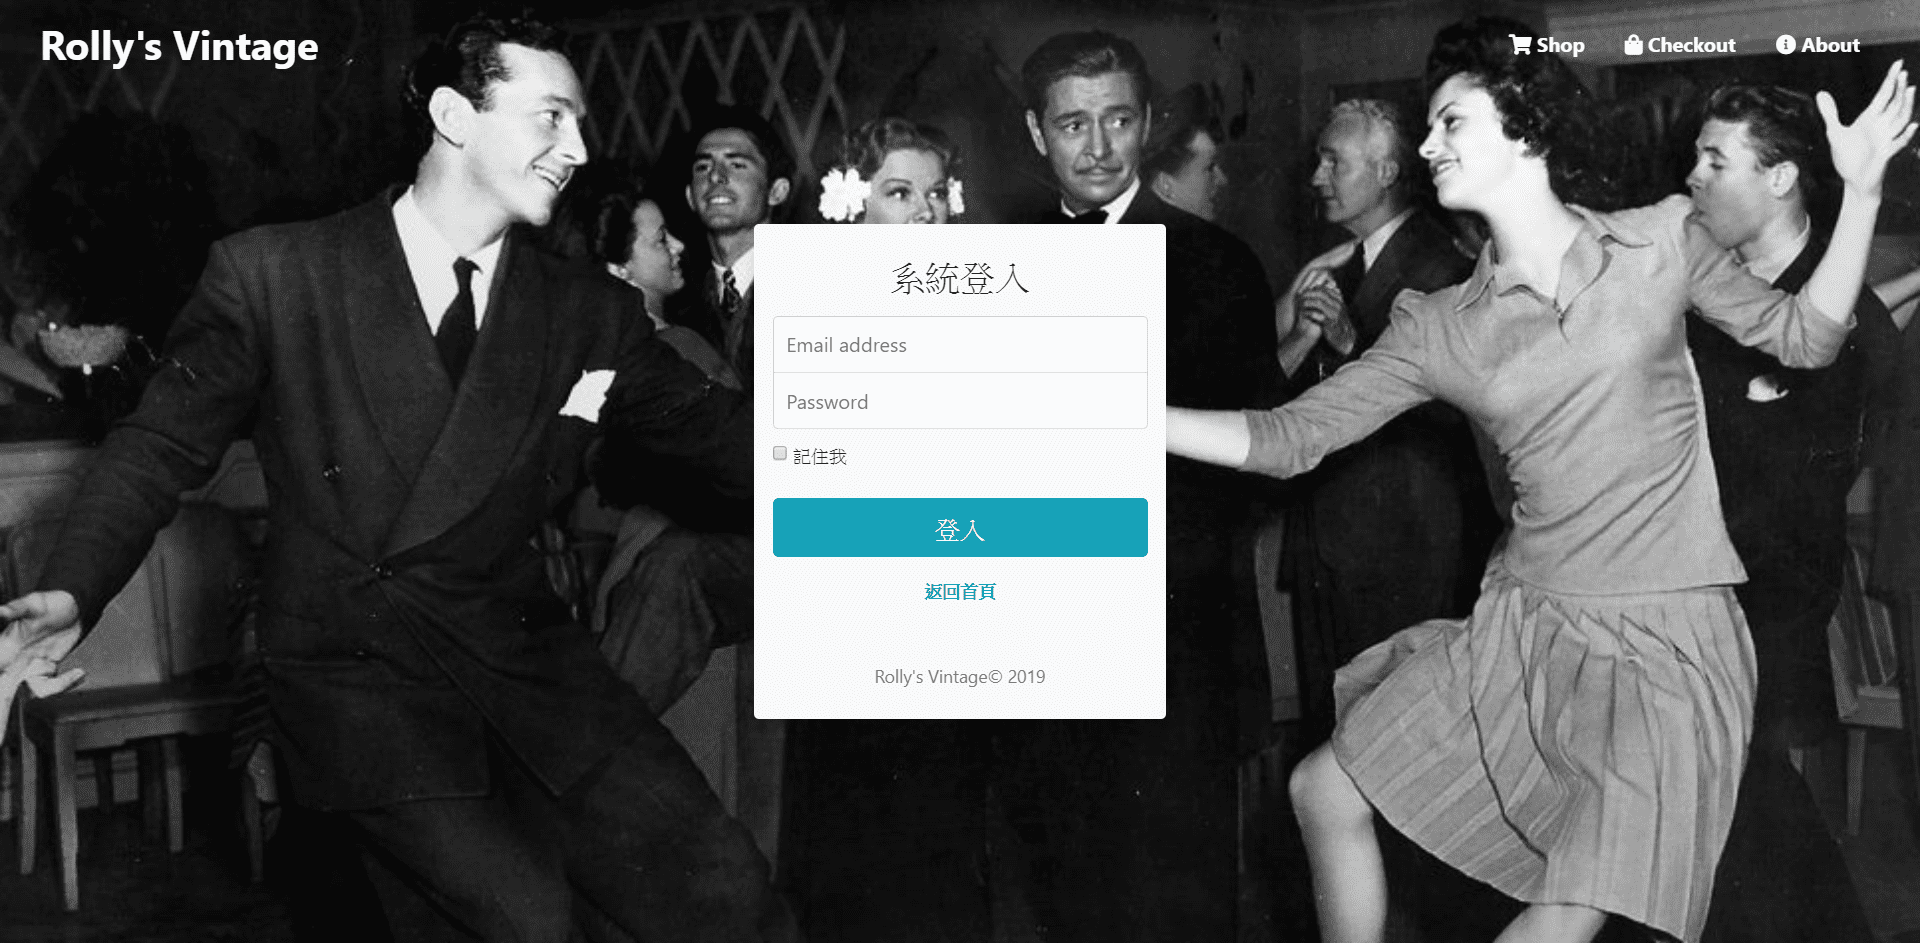 Rolly's Vintage
Shop
Checkout
About
系統登入
Email address
Password
記住我
登入
返回首頁
Rolly's Vintage© 2019